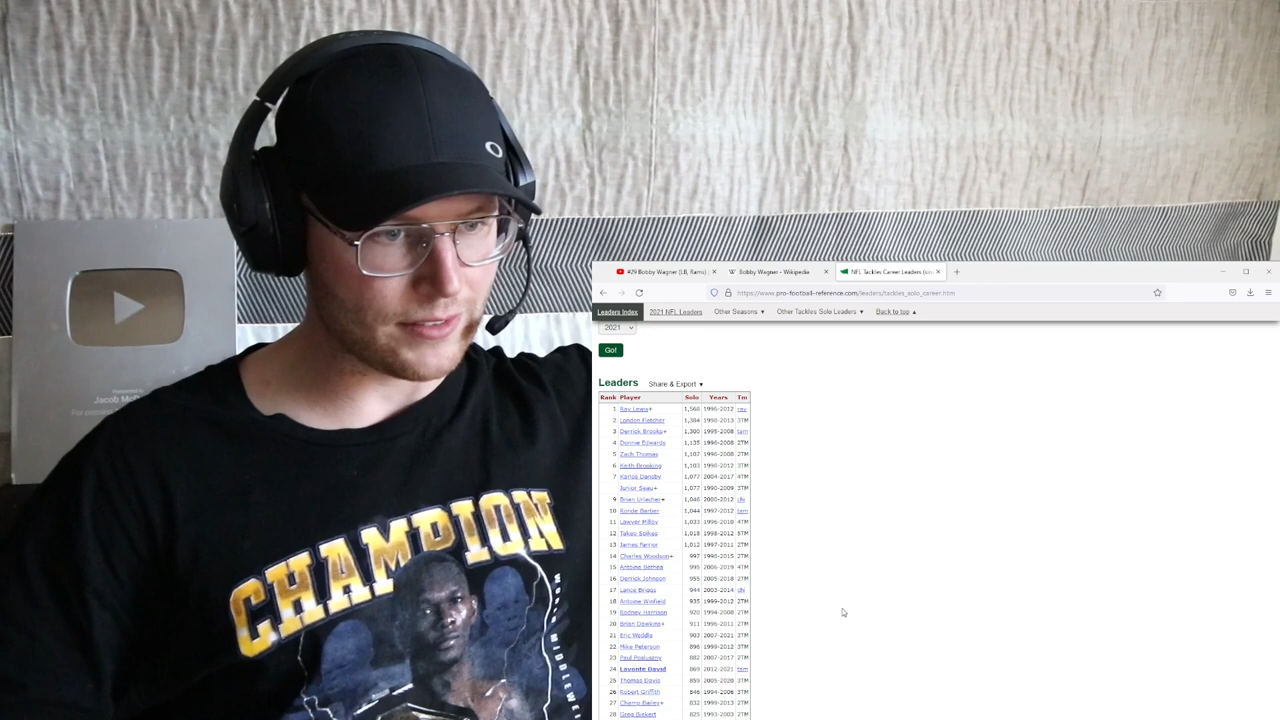 #29 Bobby Wagner (LB, Rams) |
Bobby Wagner - Wikipedia
NFL Tackles Career Leaders (sinc
https://www.pro-football-reference.com/leaders/tackles_solo_career.htm
Leaders Index 2021 NFL Leaders Other Seasons ▼ Other Tackles Solo Leaders ▼ Back to top ▲
2021
Go!
Leaders Share & Export ▼
Rank Player Solo Years Tm
1 Ray Lewis+ 1,568 1996-2012 rav
2 London Fletcher 1,384 1998-2013 3TM
3 Derrick Brooks+ 1,300 1995-2008 tam
4 Donnie Edwards 1,135 1996-2008 2TM
5 Zach Thomas 1,107 1996-2008 2TM
6 Keith Brooking 1,103 1998-2012 3TM
7 Karlos Dansby 1,077 2004-2017 4TM
Junior Seau+ 1,077 1990-2009 3TM
9 Brian Urlacher+ 1,046 2000-2012 chi
10 Ronde Barber 1,044 1997-2012 tam
11 Lawyer Milloy 1,033 1996-2010 4TM
12 Takeo Spikes 1,018 1998-2012 5TM
13 James Farrior 1,012 1997-2011 2TM
14 Charles Woodson+ 997 1998-2015 2TM
15 Antoine Bethea 995 2006-2019 4TM
16 Derrick Johnson 955 2005-2018 2TM
17 Lance Briggs 944 2003-2014 chi
18 Antoine Winfield 935 1999-2012 2TM
19 Rodney Harrison 920 1994-2008 2TM
20 Brian Dawkins+ 911 1996-2011 2TM
21 Eric Weddle 903 2007-2021 3TM
22 Mike Peterson 896 1999-2012 3TM
23 Paul Posluszny 882 2007-2017 2TM
24 Lavonte David 869 2012-2021 tam
25 Thomas Davis 859 2005-2020 3TM
26 Robert Griffith 846 1994-2006 3TM
27 Champ Bailey+ 832 1999-2013 2TM
28 Greg Biekert 825 1993-2003 2TM
Presented to
Jacob
For passing
CHAMPION
WORLD MIDDLEWEI